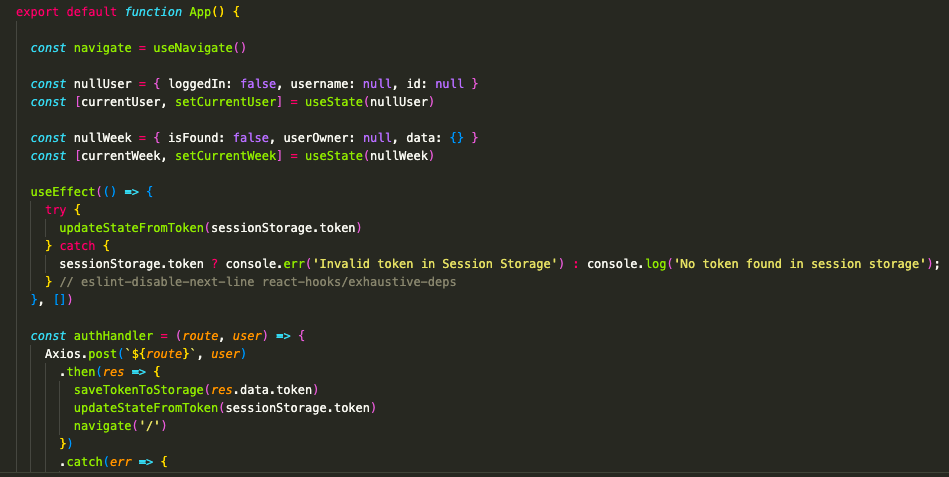 export default function App() {
const navigate = useNavigate()
const nullUser = { loggedIn: false, username: null, id: null }
const [currentUser, setCurrentUser] = useState(nullUser)
const nullWeek = { isFound: false, userOwner: null, data: {} }
const [currentWeek, setCurrentWeek] = useState(nullWeek)
useEffect(() => {
try {
updateStateFromToken(sessionStorage.token)
} catch {
sessionStorage.token ? console.err('Invalid token in Session Storage') : console.log('No token found in session storage');
} // eslint-disable-next-line react-hooks/exhaustive-deps
}, [])
const authHandler = (route, user) => {
Axios.post(`${route}`, user)
.then(res => {
saveTokenToStorage(res.data.token)
updateStateFromToken(sessionStorage.token)
navigate('/')
})
.catch(err => {